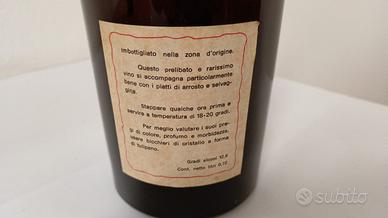 Imbottigliato nella zona d'origine.
Questo prelibato e rarissimo
vino si accompagna particolarmente
bene con i piatti di arrosto e selvag-
gita.
Stappare qualche ora prima e
servire a temperatura di 18-20 gradi.
Per meglio valutare i suoi pre-
gi di colore, profumo e morbidezza,
usare bicchieri di cristallo a forma
di tulipano.
Gradi alcool 12,8
Cont. netto litri 0,72
subito